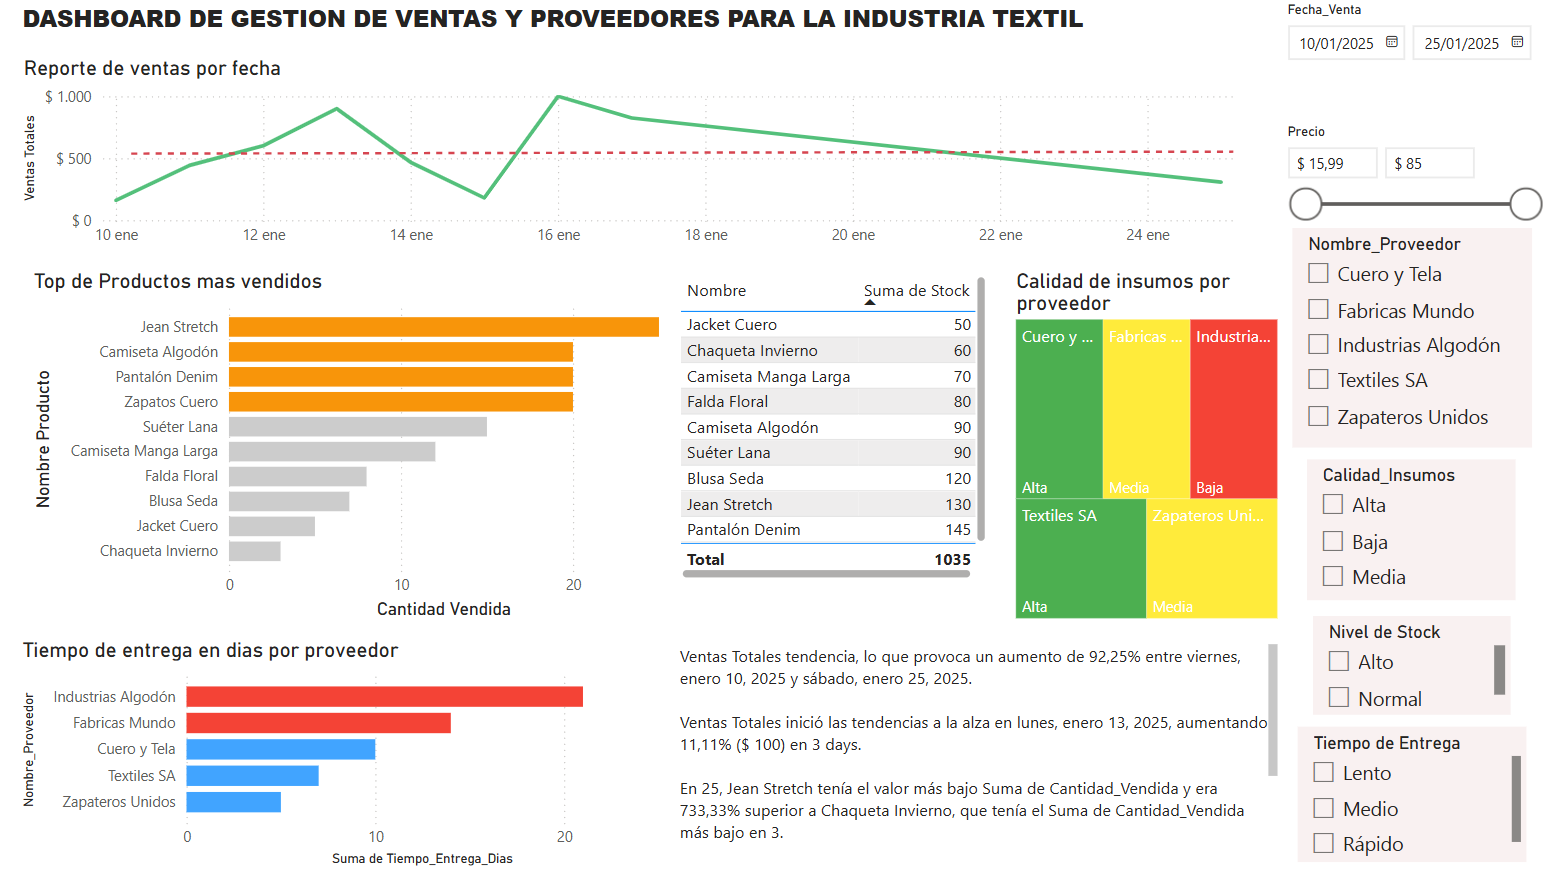 DASHBOARD DE GESTION DE VENTAS Y PROVEEDORES PARA LA INDUSTRIA TEXTIL
Fecha_Venta
10/01/2025
25/01/2025
Reporte de ventas por fecha
Ventas Totales
$ 1.000
$ 500
$ 0
10 ene
12 ene
14 ene
16 ene
18 ene
20 ene
22 ene
24 ene
Precio
$ 15,99
$ 85
Nombre_Proveedor
Cuero y Tela
Fabricas Mundo
Industrias Algodón
Textiles SA
Zapateros Unidos
Top de Productos mas vendidos
Nombre Producto
Jean Stretch
Camiseta Algodón
Pantalón Denim
Zapatos Cuero
Suéter Lana
Camiseta Manga Larga
Falda Floral
Blusa Seda
Jacket Cuero
Chaqueta Invierno
0
10
20
Cantidad Vendida
Nombre Suma de Stock
Jacket Cuero 50
Chaqueta Invierno 60
Camiseta Manga Larga 70
Falda Floral 80
Camiseta Algodón 90
Suéter Lana 90
Blusa Seda 120
Jean Stretch 130
Pantalón Denim 145
Total 1035
Calidad de insumos por
proveedor
Cuero y ...
Alta
Fabricas ...
Media
Industria...
Baja
Textiles SA
Alta
Zapateros Uni...
Media
Calidad_Insumos
Alta
Baja
Media
Nivel de Stock
Alto
Normal
Tiempo de Entrega
Lento
Medio
Rápido
Tiempo de entrega en dias por proveedor
Nombre_Proveedor
Industrias Algodón
Fabricas Mundo
Cuero y Tela
Textiles SA
Zapateros Unidos
0
10
20
Suma de Tiempo_Entrega_Dias
Ventas Totales tendencia, lo que provoca un aumento de 92,25% entre viernes,
enero 10, 2025 y sábado, enero 25, 2025.
Ventas Totales inició las tendencias a la alza en lunes, enero 13, 2025, aumentando
11,11% ($ 100) en 3 days.
En 25, Jean Stretch tenía el valor más bajo Suma de Cantidad_Vendida y era
733,33% superior a Chaqueta Invierno, que tenía el Suma de Cantidad_Vendida
más bajo en 3.